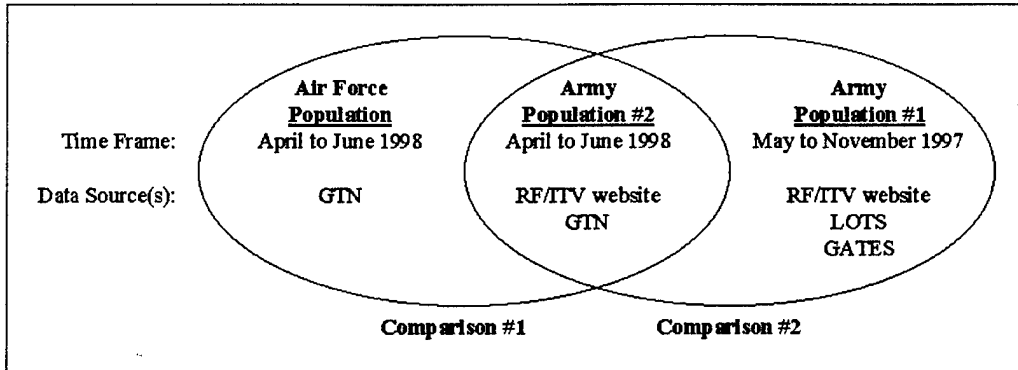 Air Force Army Army
Population Population #2 Population #1
Time Frame: April to June 1998 April to June 1998 May to November 1997
Data Source(s): GTN RF/ITV website RF/ITV website
GTN LOTS
GATES
Comparison #1 Comparison #2